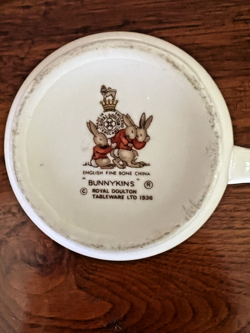 ENGLISH FINE BONE CHINA
"BUNNYKINS" ®
© ROYAL DOULTON
TABLEWARE LTD 1936